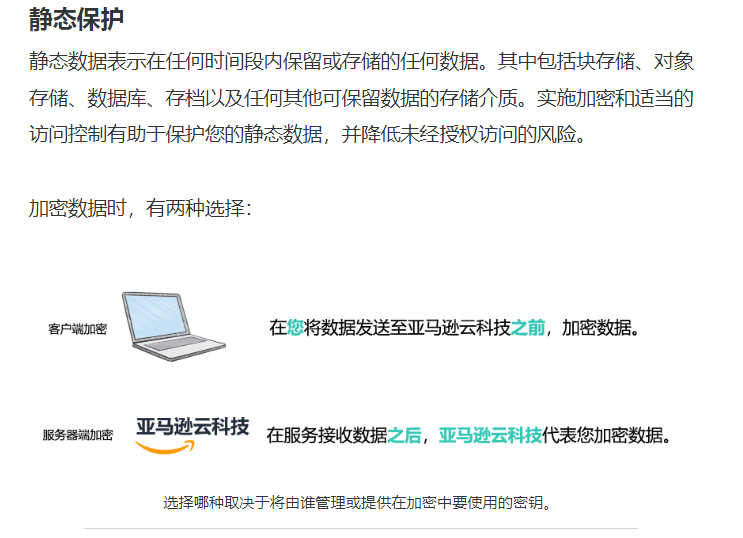 静态保护
静态数据表示在任何时间段内保留或存储的任何数据。其中包括块存储、对象
存储、数据库、存档以及任何其他可保留数据的存储介质。实施加密和适当的
访问控制有助于保护您的静态数据，并降低未经授权访问的风险。
加密数据时，有两种选择：
客户端加密 在您将数据发送至亚马逊云科技之前，加密数据。
服务器端加密 亚马逊云科技 在服务接收数据之后，亚马逊云科技代表您加密数据。
选择哪种取决于将由谁管理或提供在加密中要使用的密钥。